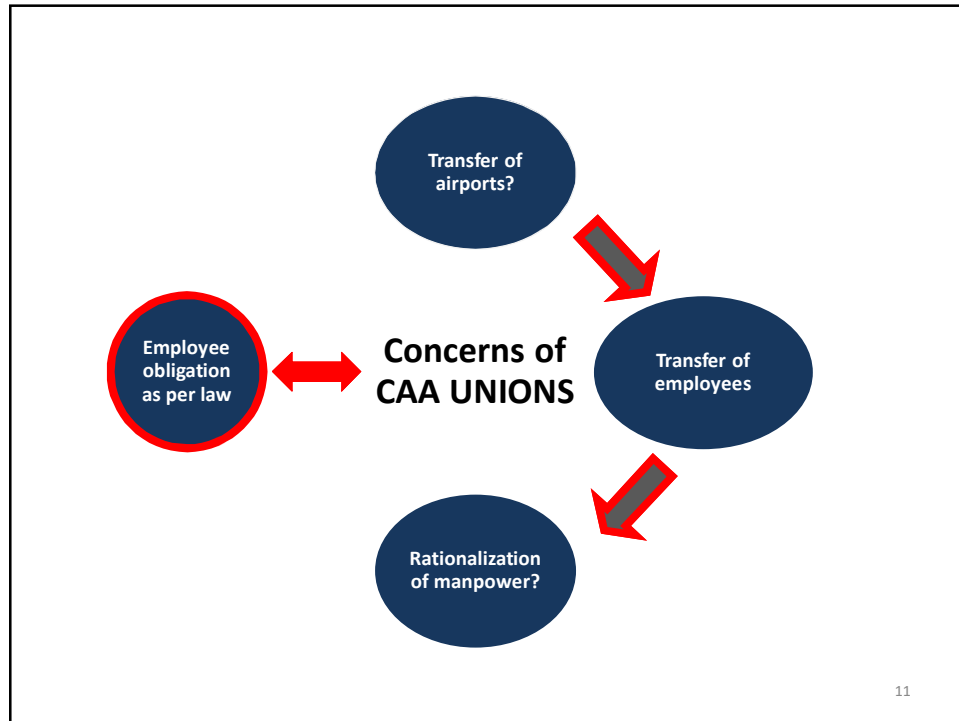 Transfer of
airports?
Employee
obligation
as per law
Concerns of
CAA UNIONS
Transfer of
employees
Rationalization
of manpower?
11